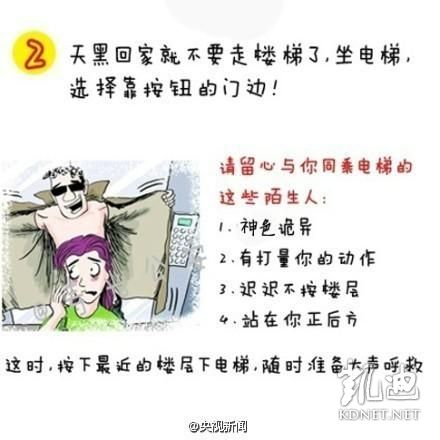 2
天黑回家就不要走楼梯了,坐电梯,
选择靠按钮的门边!
请留心与你同乘电梯的
这些陌生人:
1.神色诡异
2.有打量你的动作
3.迟迟不按楼层
4.站在你正后方
这时,按下最近的楼层下电梯,随时准备大声呼救
@央视新闻
凯迪
KDNET.NET